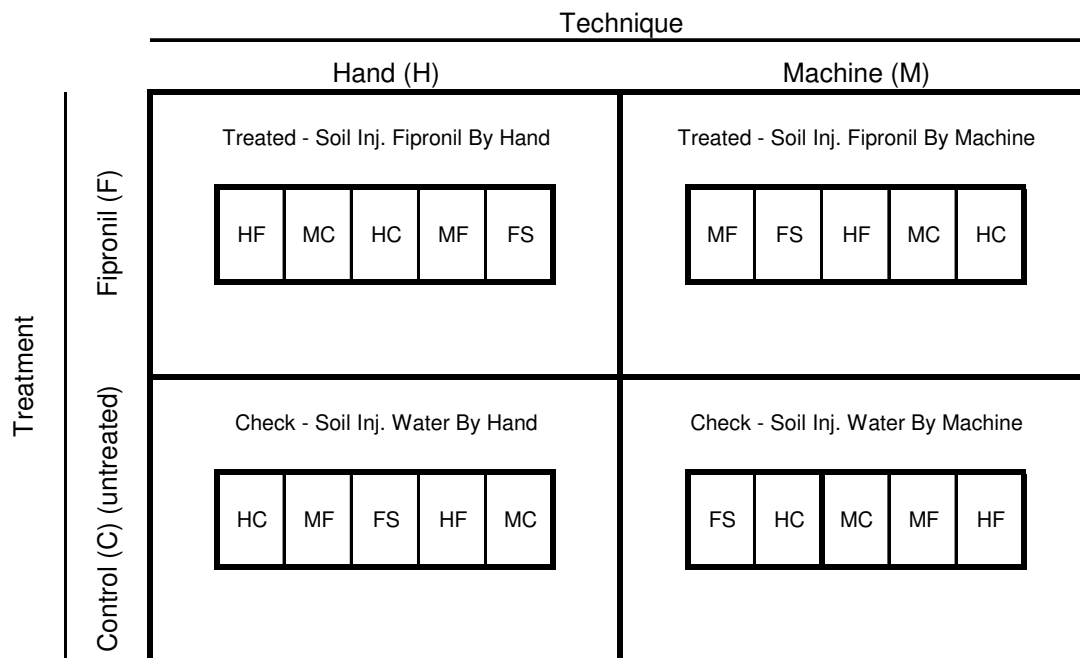 Technique
Hand (H) Machine (M)
Treatment
Fipronil (F)
Treated - Soil Inj. Fipronil By Hand
HF MC HC MF FS
Treated - Soil Inj. Fipronil By Machine
MF FS HF MC HC
Control (C) (untreated)
Check - Soil Inj. Water By Hand
HC MF FS HF MC
Check - Soil Inj. Water By Machine
FS HC MC MF HF